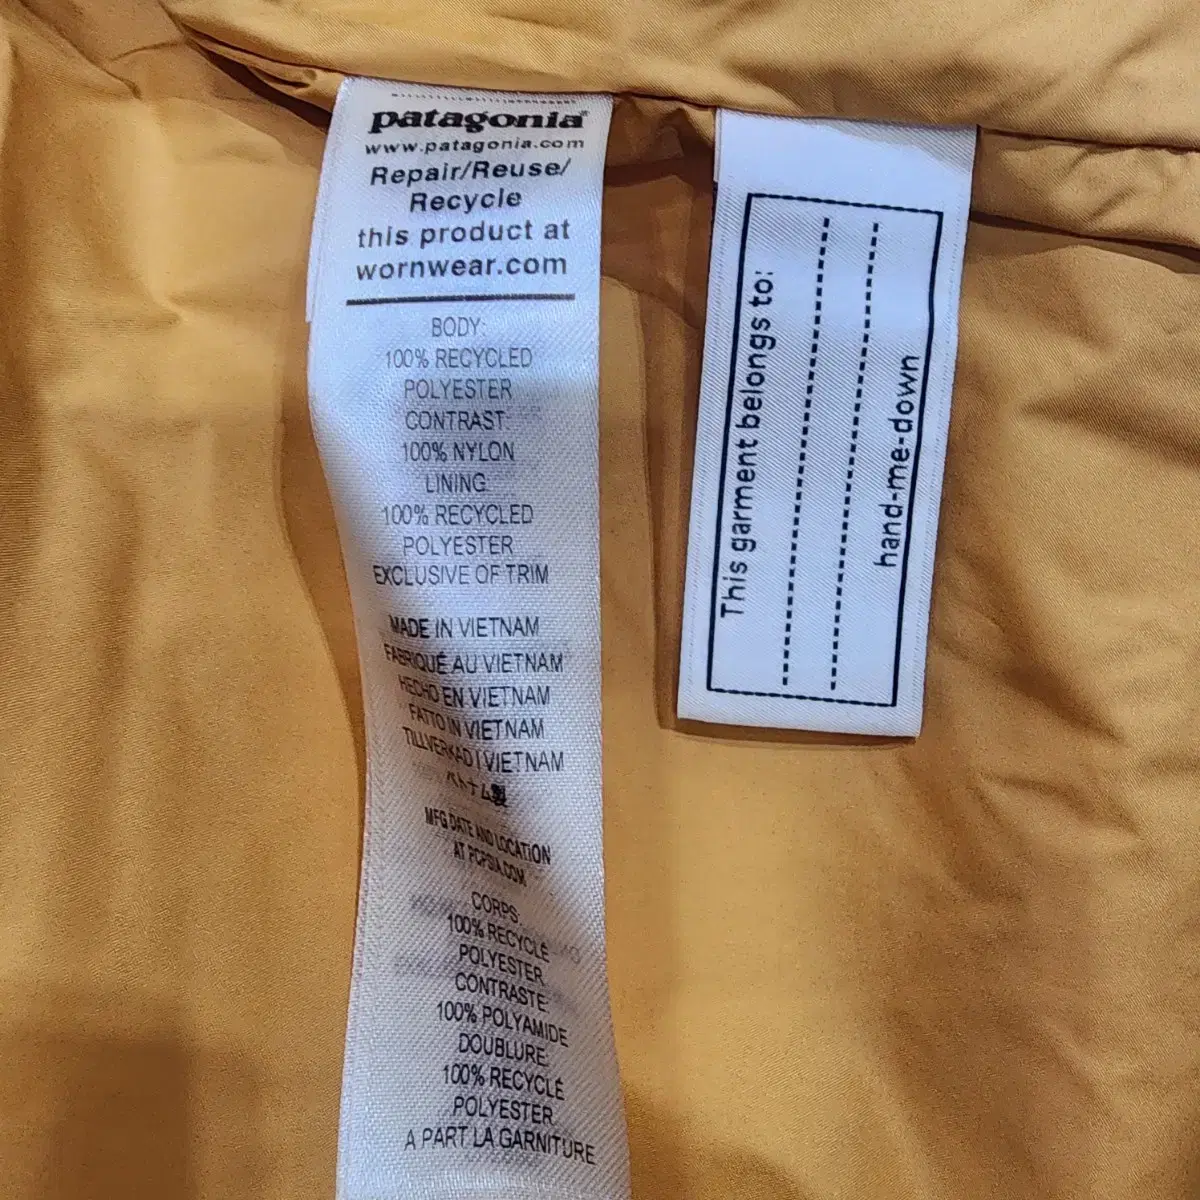 patagonia®
www.patagonia.com
Repair/Reuse/
Recycle
this product at
wornwear.com
BODY:
100% RECYCLED
POLYESTER
CONTRAST:
100% NYLON
LINING:
100% RECYCLED
POLYESTER
EXCLUSIVE OF TRIM
MADE IN VIETNAM
FABRIQUÉ AU VIETNAM
HECHO EN VIETNAM
FATTO IN VIETNAM
TILLVERKAD I VIETNAM
ベトナム製
MFG DATE AND LOCATION
AT PCPSIA.COM
CORPS:
100% RECYCLÉ
POLYESTER
CONTRASTE:
100% POLYAMIDE
DOUBLURE:
100% RECYCLÉ
POLYESTER
A PART LA GARNITURE
This garment belongs to:
hand-me-down